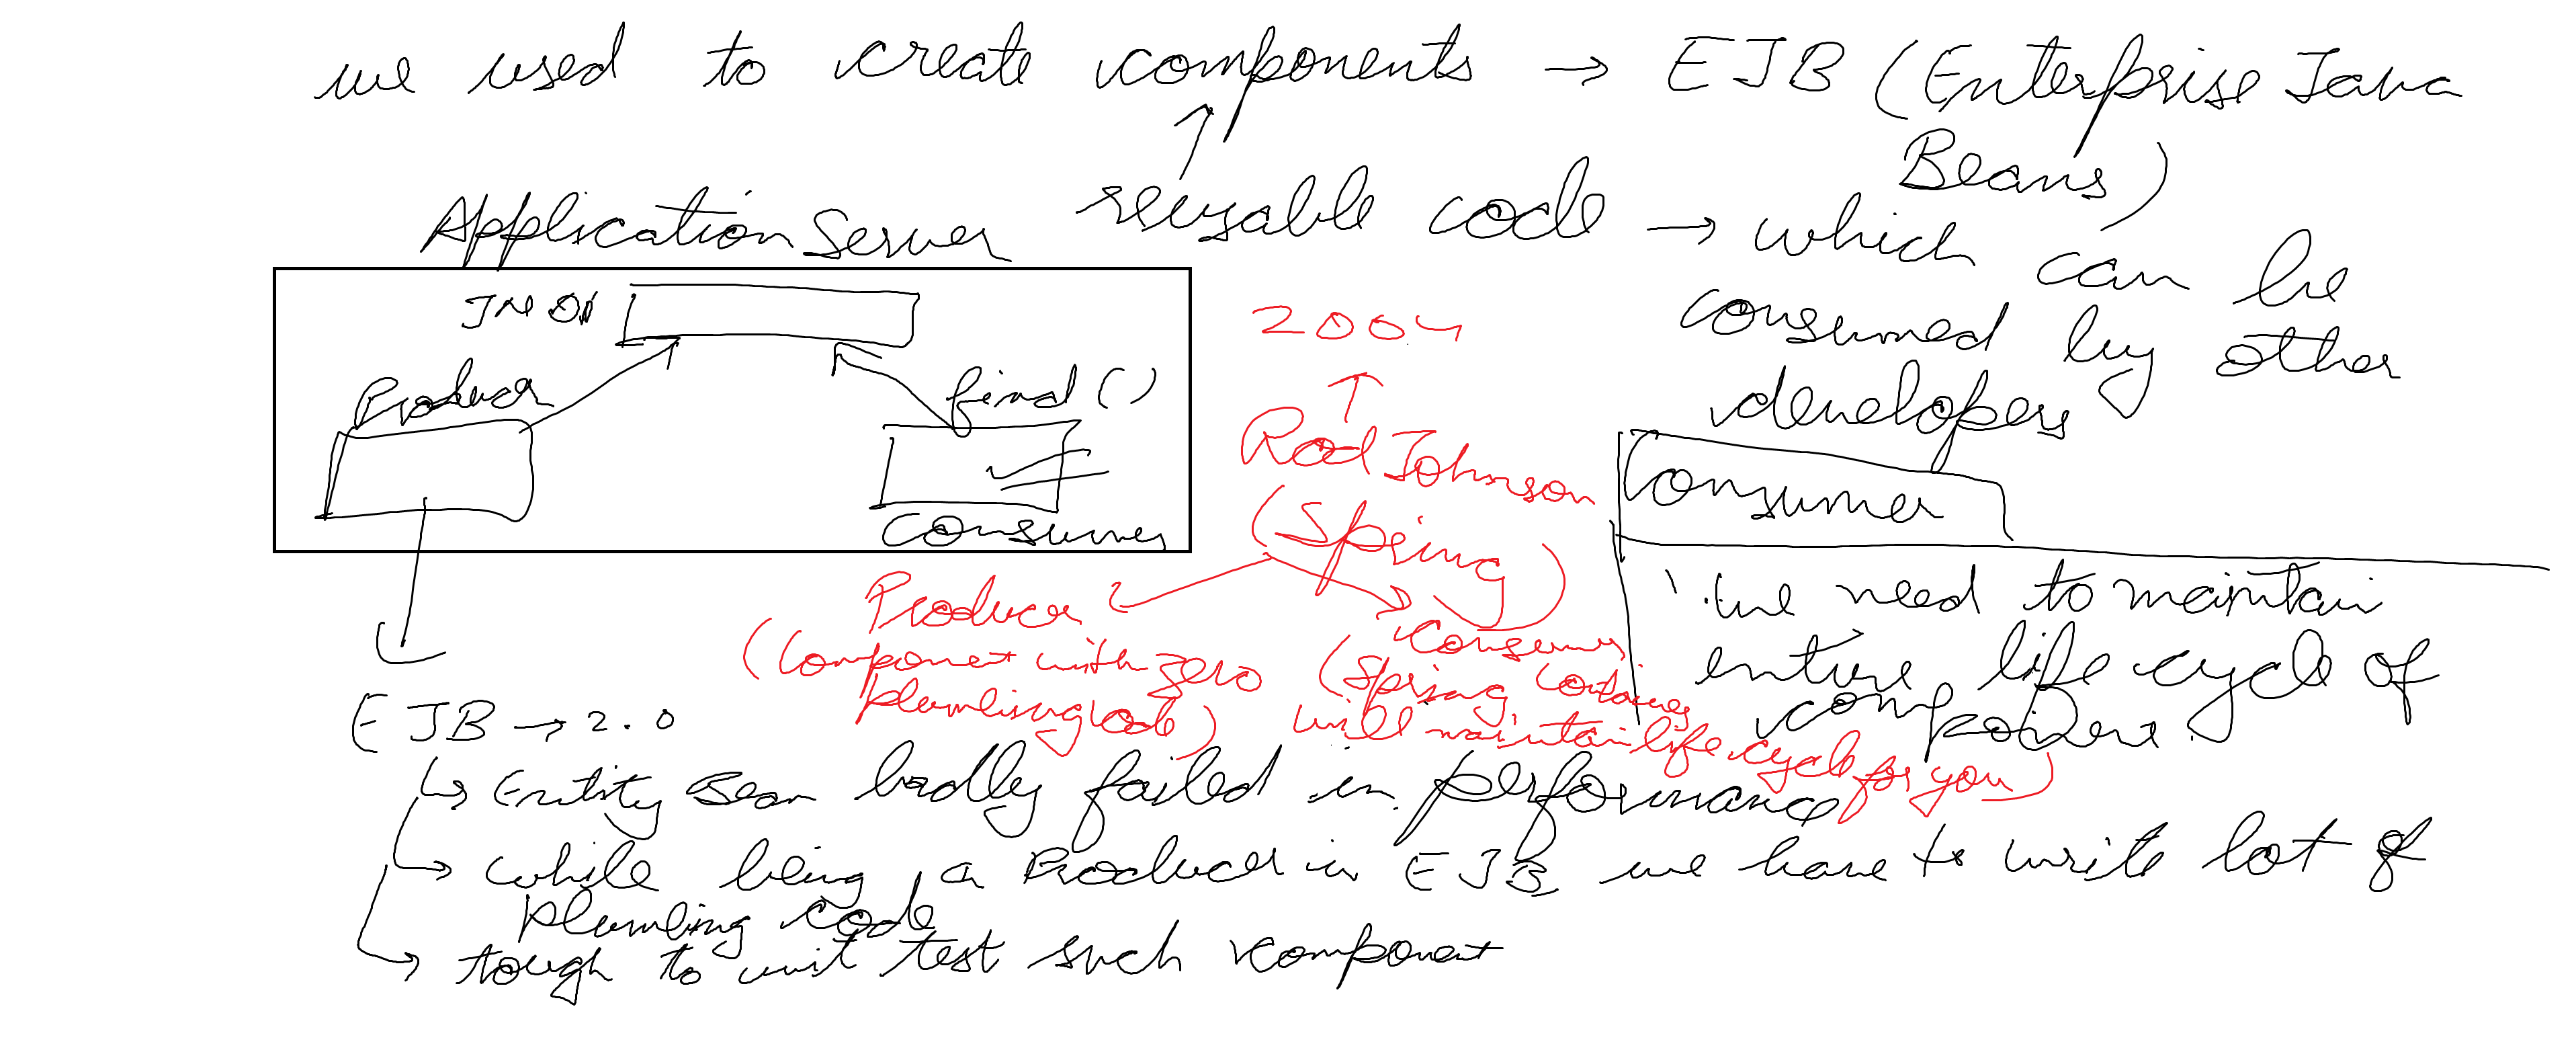 we used to create components → EJB (Enterprise Java
Beans)
reusable code → which can be
consumed by other
developers
Application Server
JNDI
Producer
find()
Consumer
2004
Rod Johnson
(Spring)
Producer
(Component with zero
plumbing code)
Consumer
(Spring Container
will maintain life cycle for you)
Consumer
we need to maintain
entire life cycle of
component.
EJB → 2.0
Entity Bean badly failed in performance
while being a Producer in EJB we have to write lot of
plumbing code
tough to unit test such component